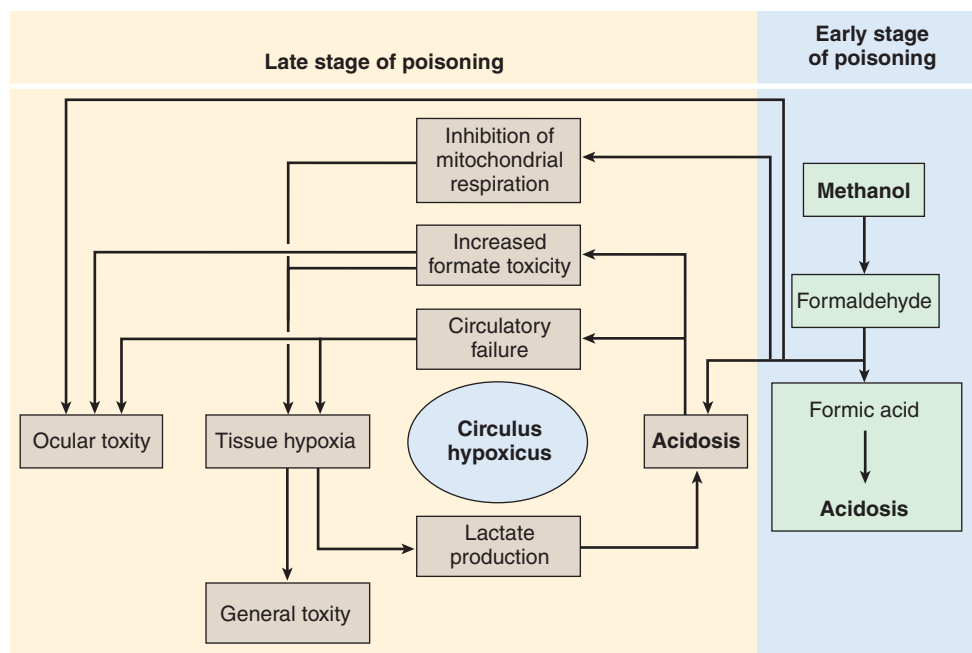 Late stage of poisoning
Early stage
of poisoning
Inhibition of
mitochondrial
respiration
Methanol
Increased
formate toxicity
Formaldehyde
Circulatory
failure
Formic acid
Ocular toxity
Tissue hypoxia
Circulus
hypoxicus
Acidosis
Acidosis
Lactate
production
General toxity